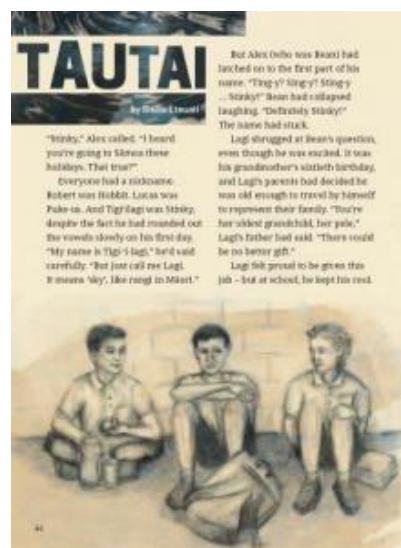 TAUTAI
by
"Stinky," Alex called. "I heard
you're going to Sāmoa these
holidays. That true?"
Everyone had a nickname.
Robert was Hobbit. Lucas was
Puke-us. And Tigi'ilagi was Stinky,
despite the fact he had rounded out
the vowels slowly on his first day.
"My name is Tigi-'i-lagi," he'd said
carefully. "But just call me Lagi.
It means 'sky', like rangi in Māori."
But Alex (who was Bean) had
latched on to the first part of his
name. "Ting-y? Sing-y? Sting-y
... Stinky!" Bean had collapsed
laughing. "Definitely Stinky!"
The name had stuck.
Lagi shrugged at Bean's question,
even though he was excited. It was
his grandmother's sixtieth birthday,
and Lagi's parents had decided he
was old enough to travel by himself
to represent their family. "You're
her oldest grandchild, her pele,"
Lagi's father had said. "There could
be no better gift."
Lagi felt proud to be given this
job – but at school, he kept his cool.
44